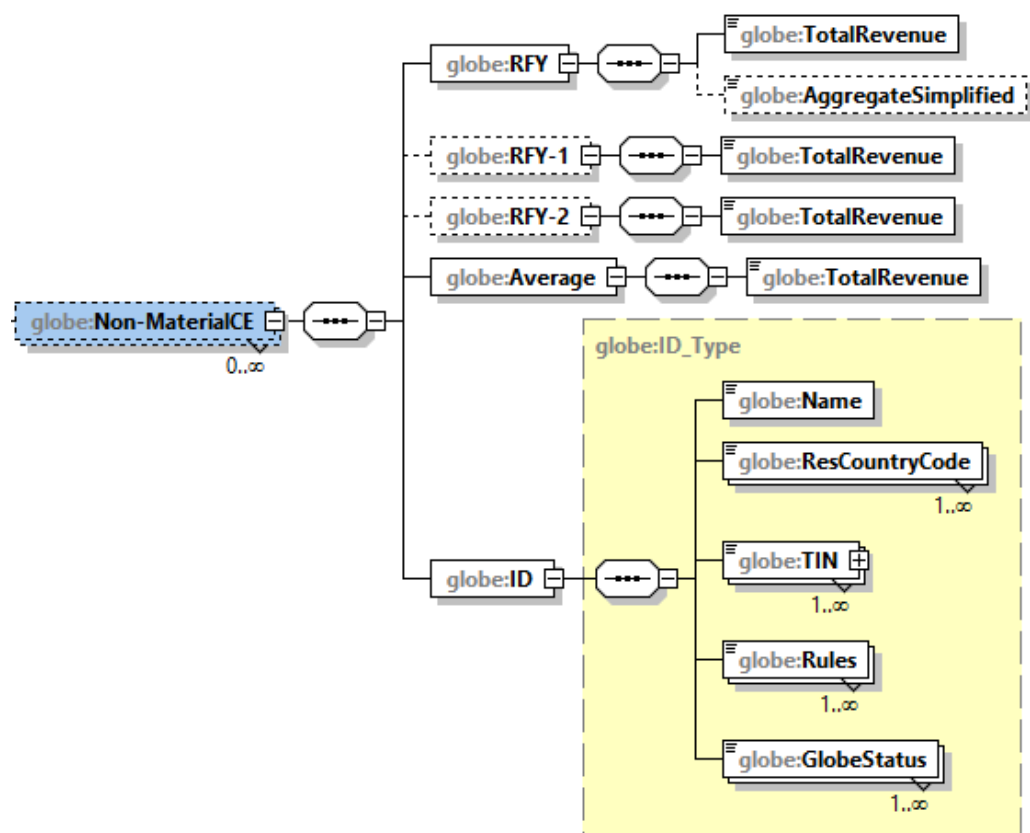 globe:TotalRevenue
globe:RFY
globe:AggregateSimplified
globe:RFY-1
globe:TotalRevenue
globe:RFY-2
globe:TotalRevenue
globe:Average
globe:TotalRevenue
globe:Non-MaterialCE
0..∞
globe:ID_Type
globe:Name
globe:ResCountryCode
1..∞
globe:ID
globe:TIN
1..∞
globe:Rules
1..∞
globe:GlobeStatus
1..∞